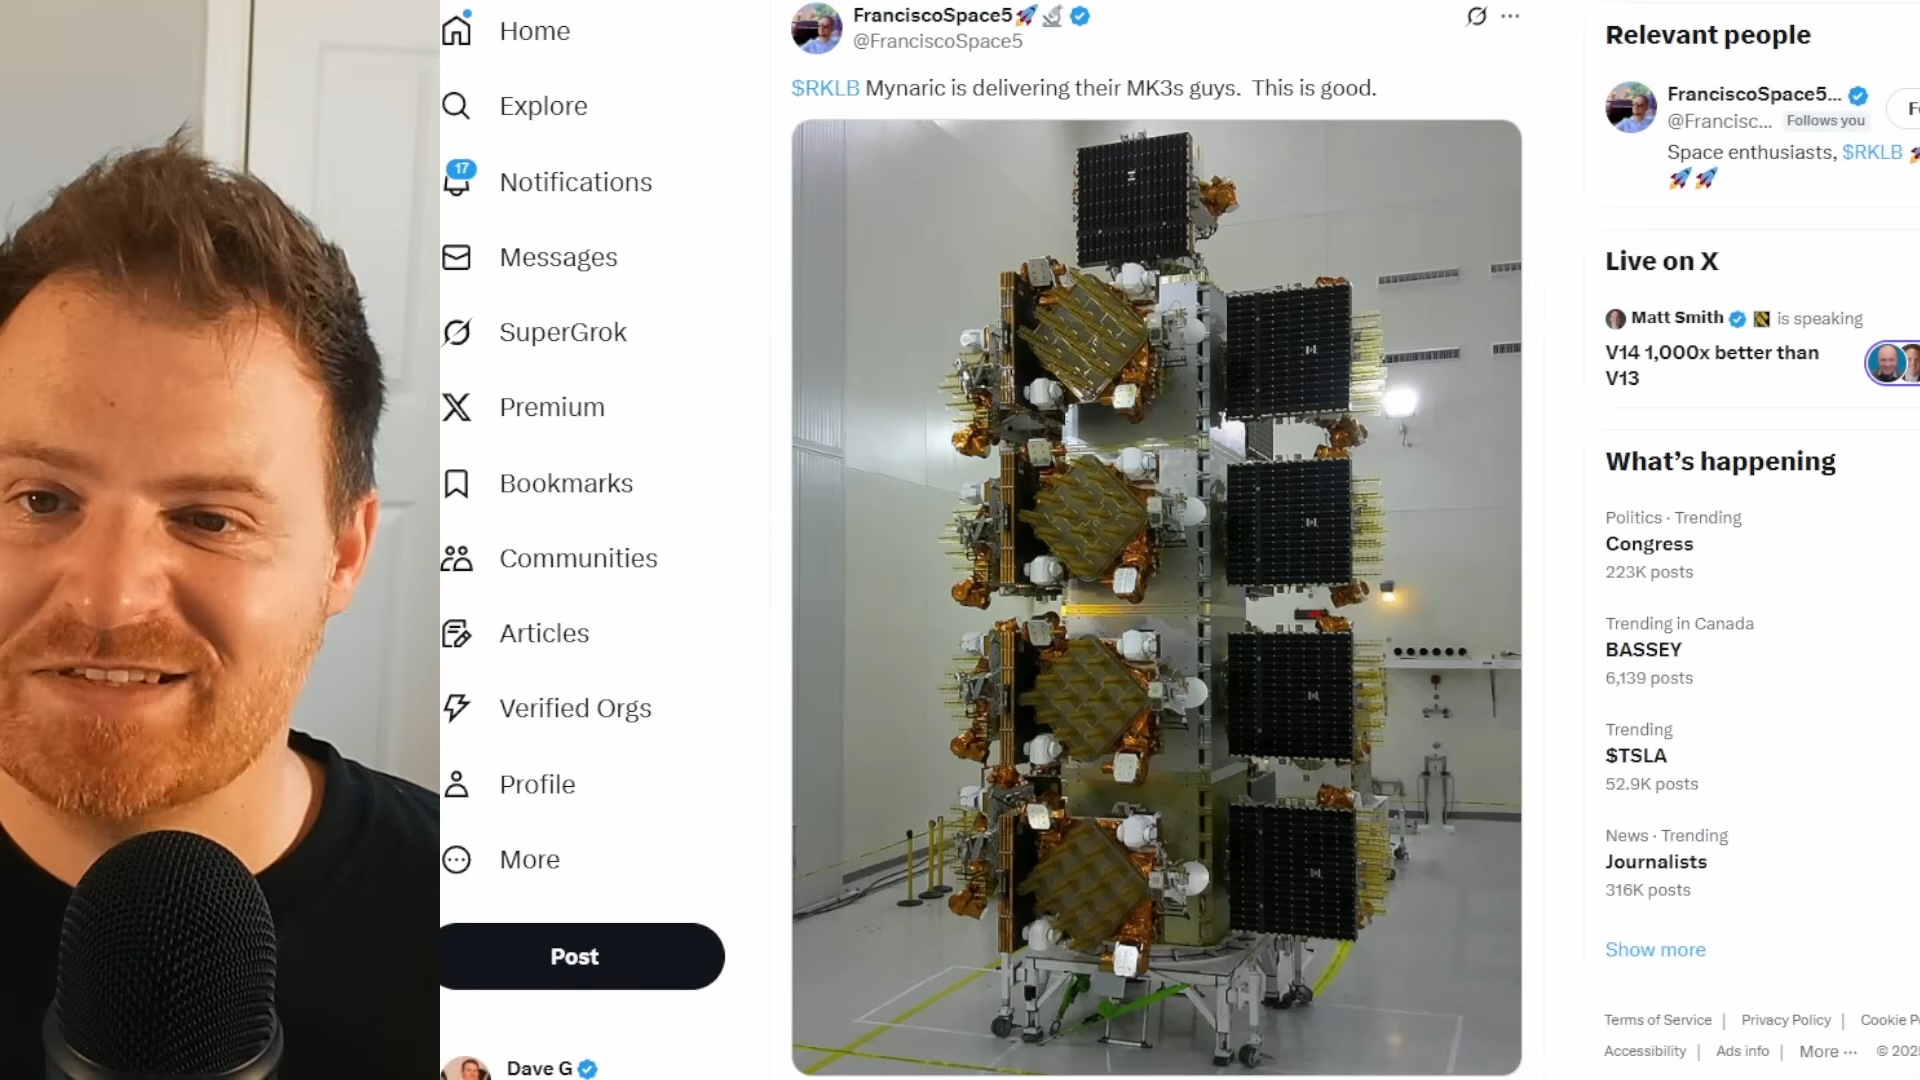 Home
Explore
17
Notifications
Messages
SuperGrok
Premium
Bookmarks
Communities
Articles
Verified Orgs
Profile
More
Post
Dave G
FranciscoSpace5🚀🔬
@FranciscoSpace5
$RKLB Mynaric is delivering their MK3s guys.  This is good.
Relevant people
FranciscoSpace5...
@Francisc... Follows you
Space enthusiasts, $RKLB 🚀
🚀🚀
Live on X
Matt Smith is speaking
V14 1,000x better than
V13
What's happening
Politics · Trending
Congress
223K posts
Trending in Canada
BASSEY
6,139 posts
Trending
$TSLA
52.9K posts
News · Trending
Journalists
316K posts
Show more
Terms of Service | Privacy Policy | Cookie
Accessibility | Ads info | More ··· ©